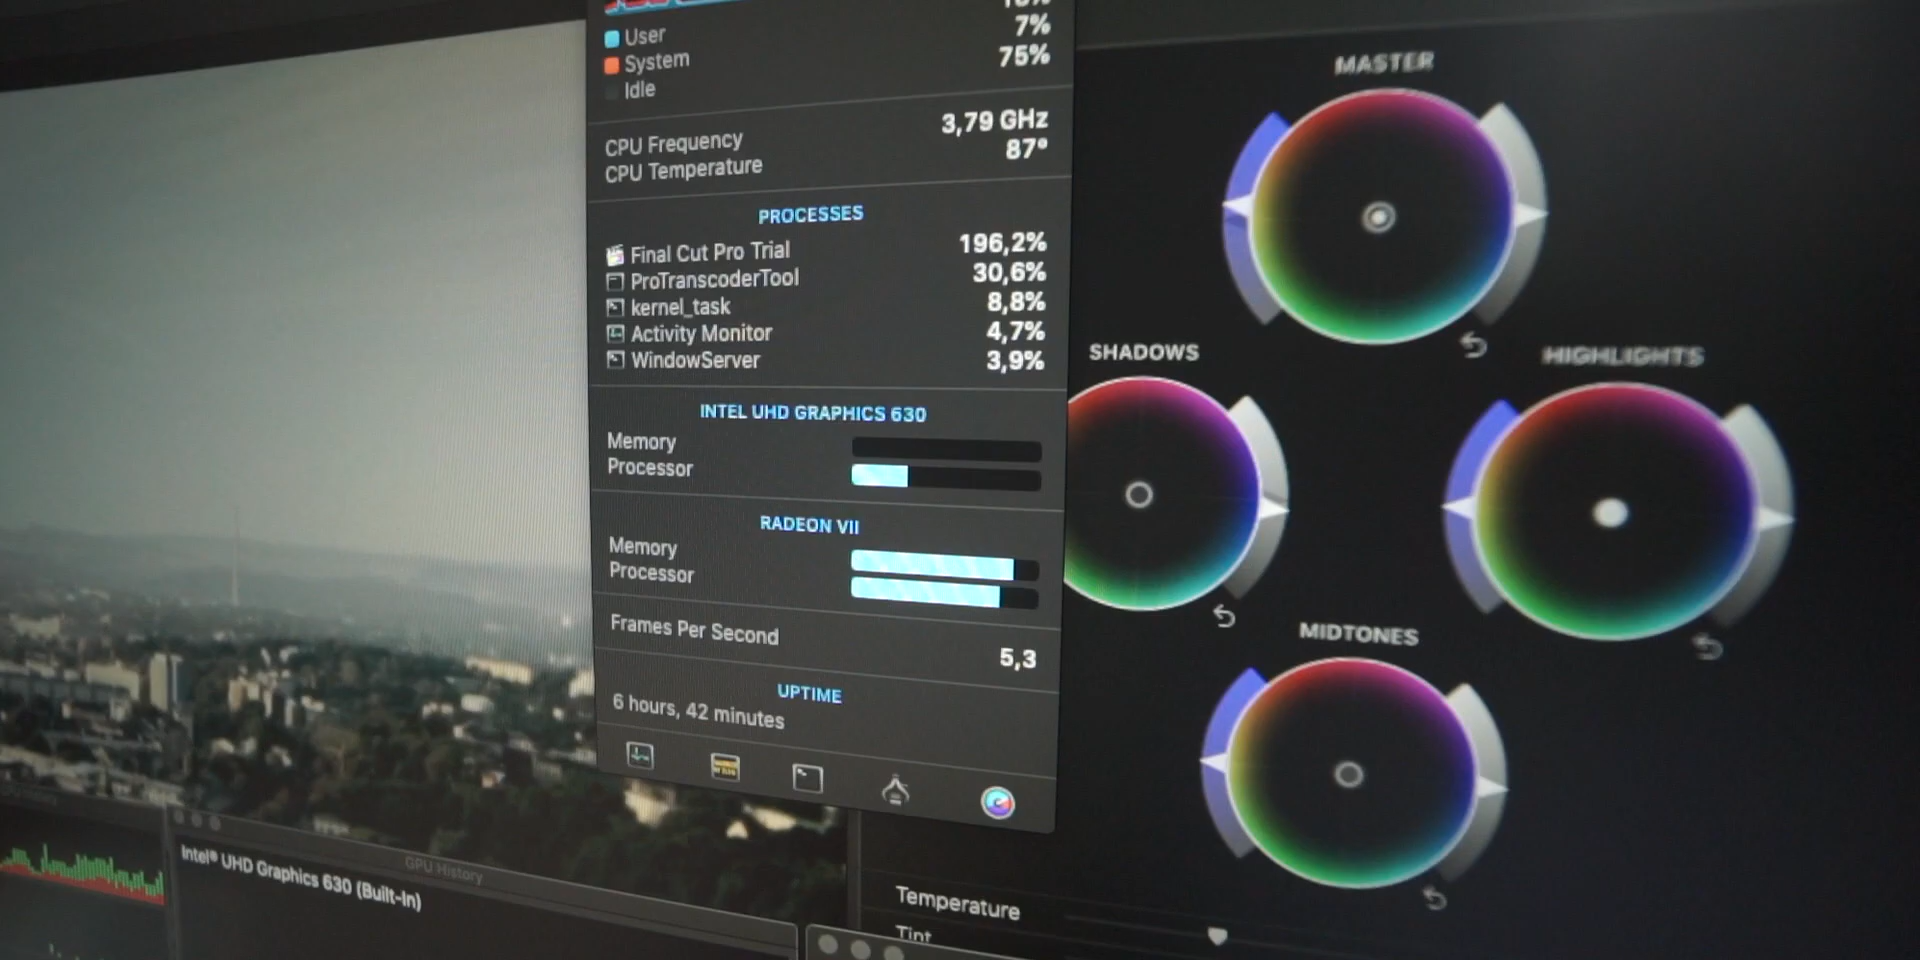 User
7%
System
75%
Idle
CPU Frequency
3,79 GHz
CPU Temperature
87°
PROCESSES
Final Cut Pro Trial
196,2%
ProTranscoderTool
30,6%
kernel_task
8,8%
Activity Monitor
4,7%
WindowServer
3,9%
INTEL UHD GRAPHICS 630
Memory
Processor
RADEON VII
Memory
Processor
Frames Per Second
5,3
UPTIME
6 hours, 42 minutes
MASTER
SHADOWS
HIGHLIGHTS
MIDTONES
Temperature
Tint
GPU History
Intel® UHD Graphics 630 (Built-In)